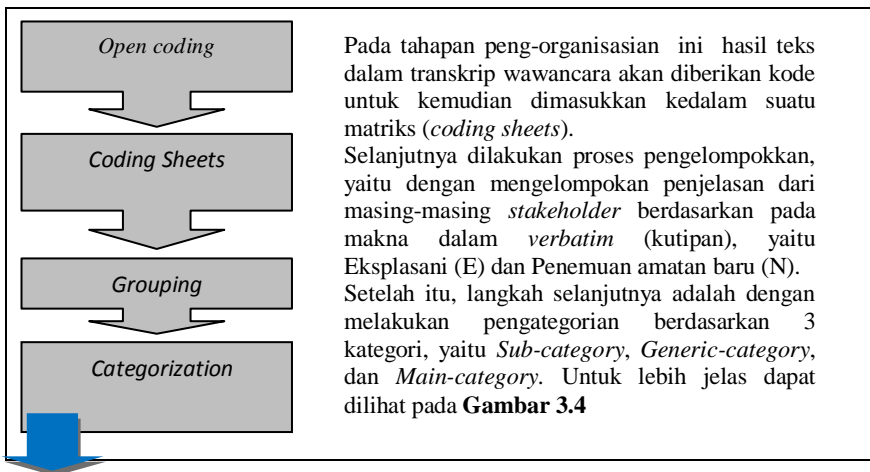 Open coding
Coding Sheets
Grouping
Categorization
Pada tahapan peng-organisasian ini hasil teks
dalam transkrip wawancara akan diberikan kode
untuk kemudian dimasukkan kedalam suatu
matriks (coding sheets).
Selanjutnya dilakukan proses pengelompokkan,
yaitu dengan mengelompokan penjelasan dari
masing-masing stakeholder berdasarkan pada
makna dalam verbatim (kutipan), yaitu
Eksplasani (E) dan Penemuan amatan baru (N).
Setelah itu, langkah selanjutnya adalah dengan
melakukan pengategorian berdasarkan 3
kategori, yaitu Sub-category, Generic-category,
dan Main-category. Untuk lebih jelas dapat
dilihat pada Gambar 3.4